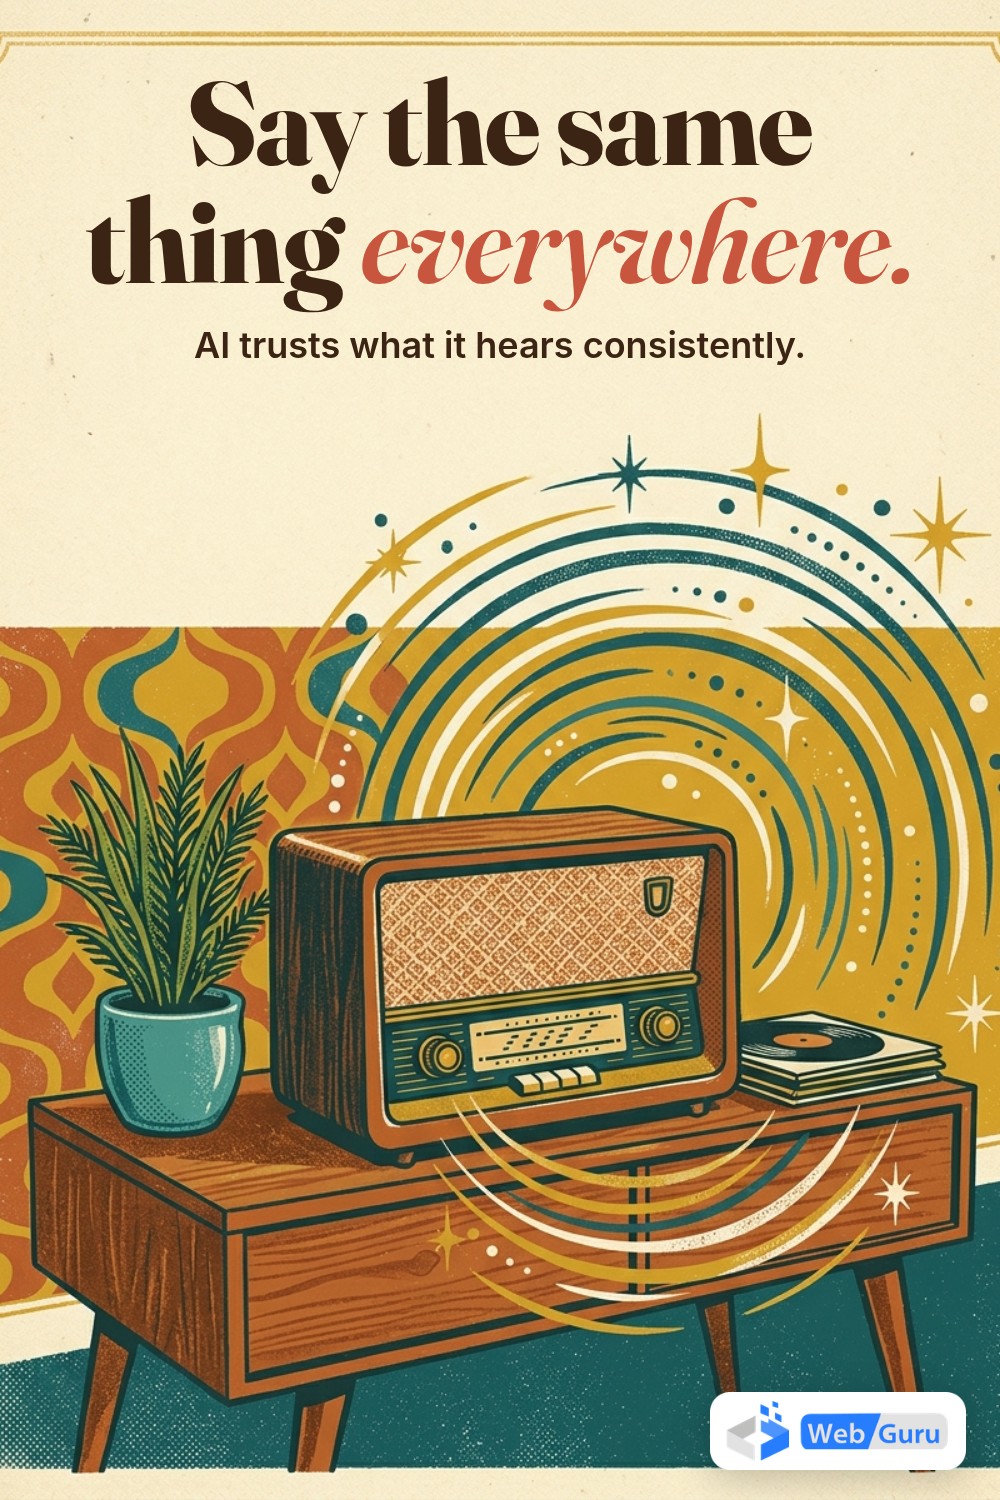 Say the same
thing everywhere.
AI trusts what it hears consistently.
Web Guru